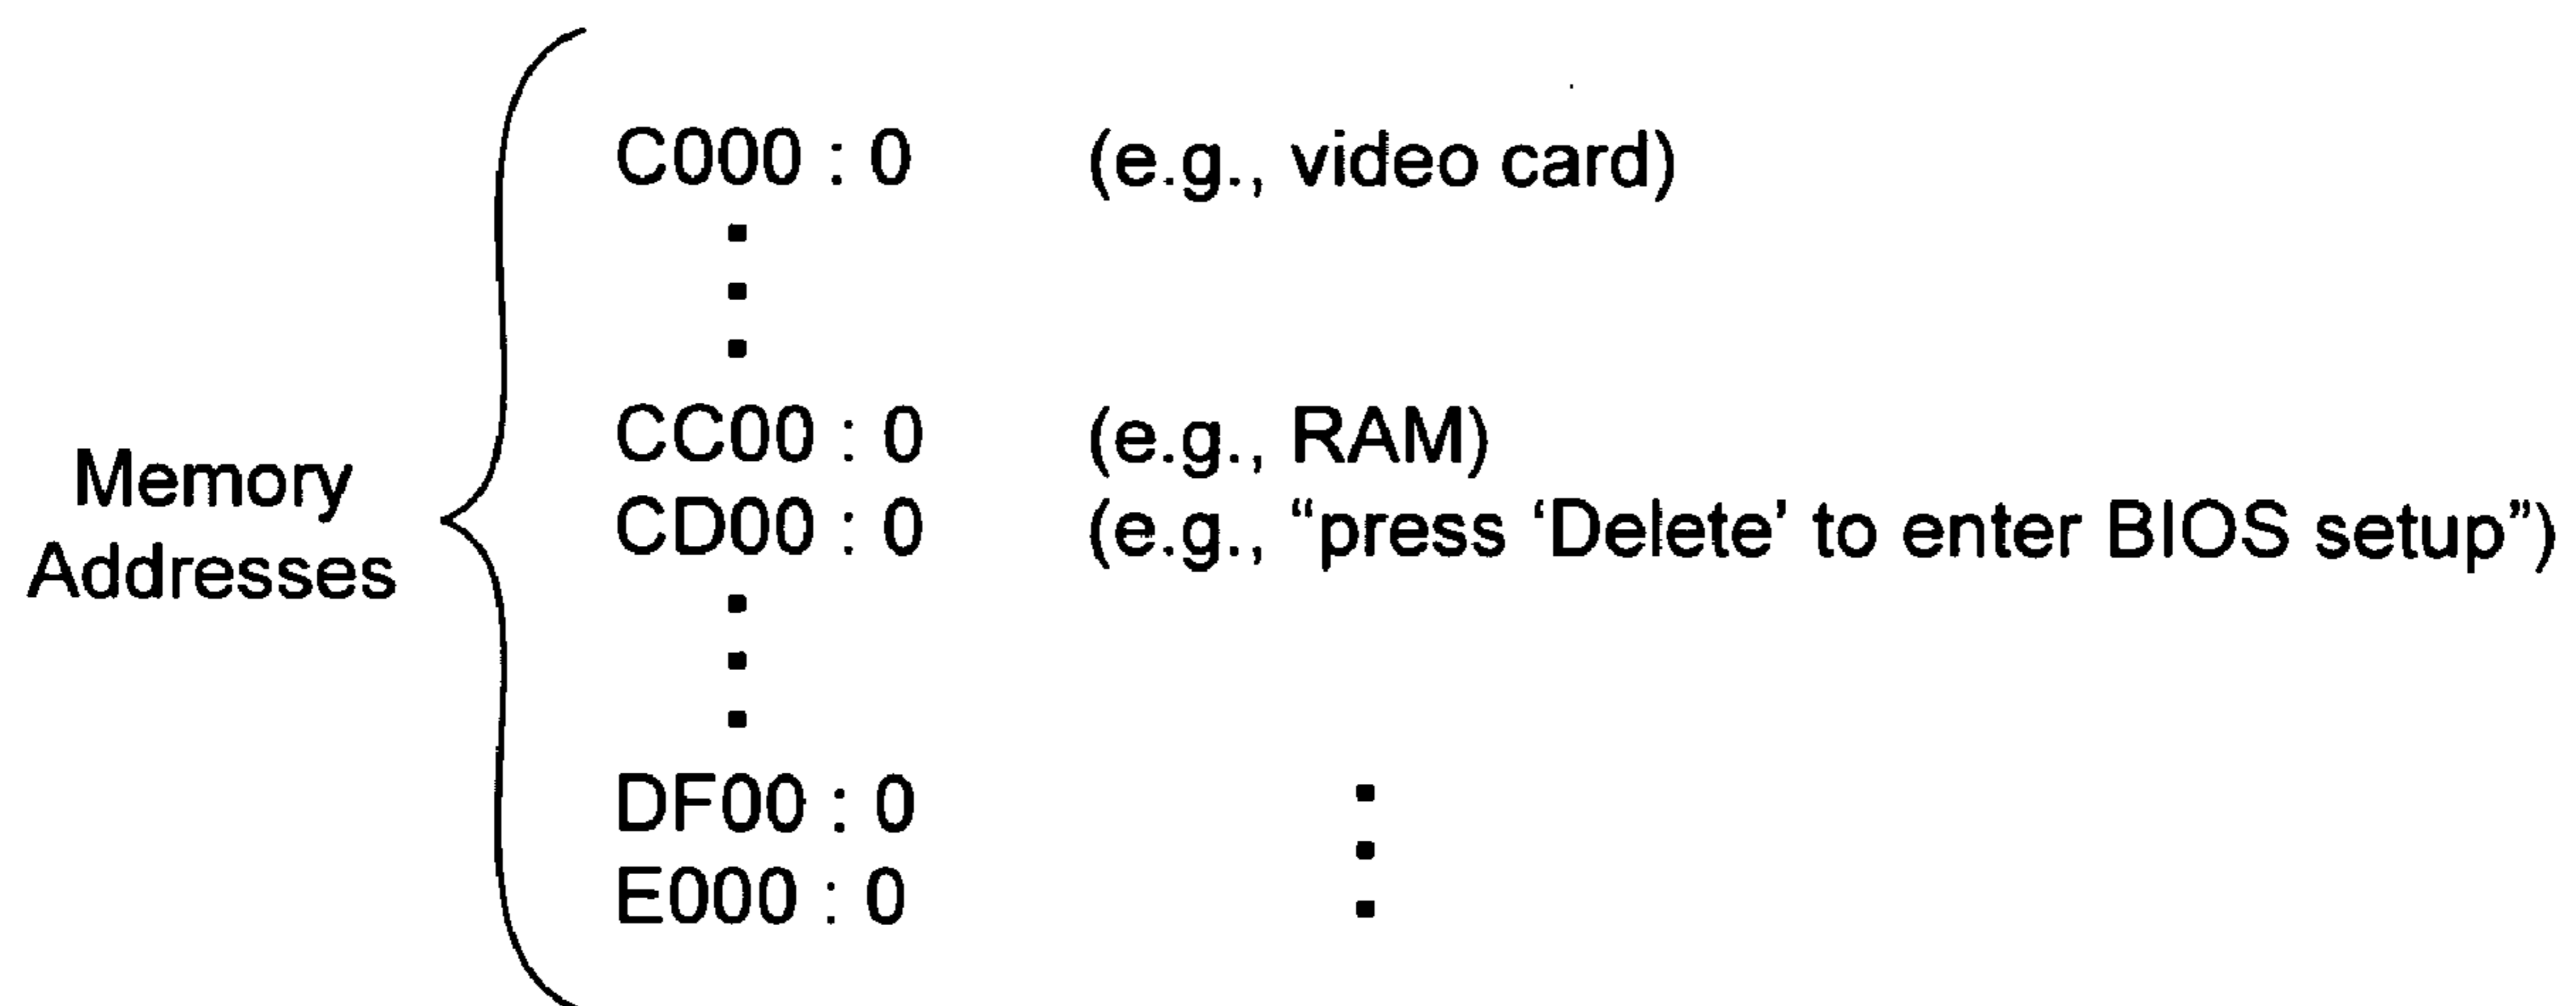 C000 : 0 (e.g., video card)
CC00 : 0 (e.g., RAM)
Memory
Addresses
CD00 : 0 (e.g., “press ‘Delete’ to enter BIOS setup”)
DF00 : 0
E000 : 0